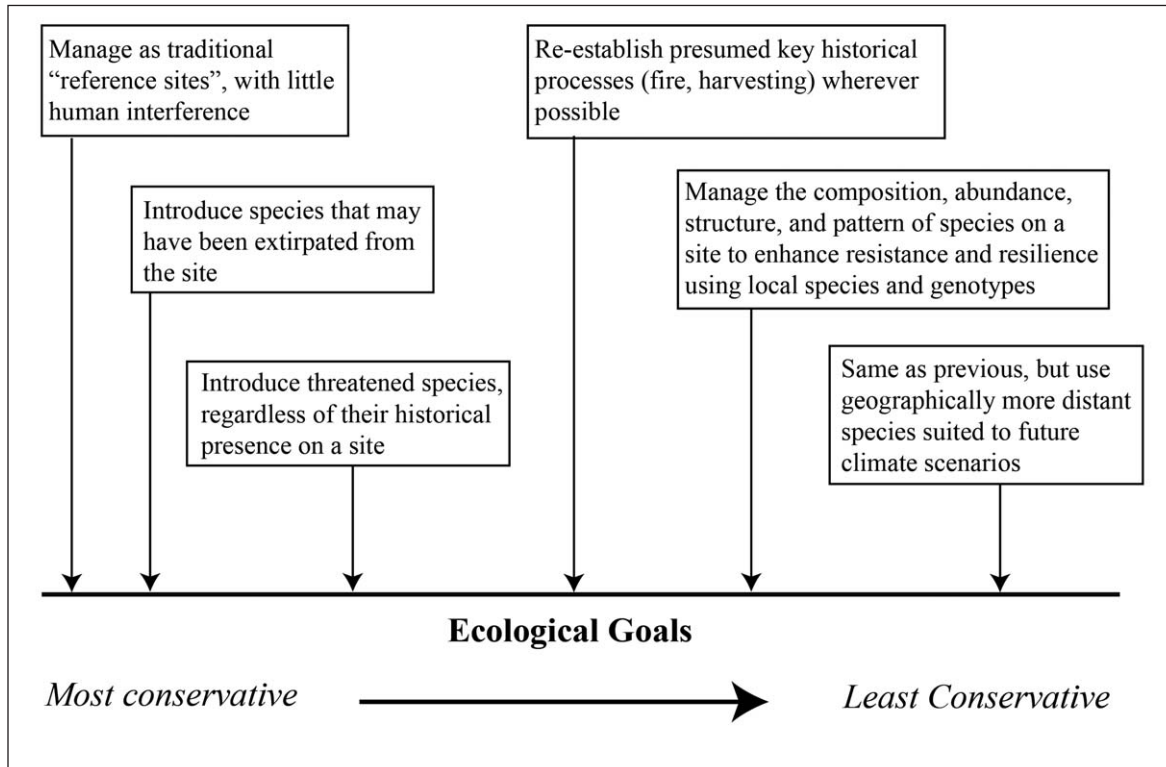 Manage as traditional
“reference sites”, with little
human interference
Re-establish presumed key historical
processes (fire, harvesting) wherever
possible
Introduce species that may
have been extirpated from
the site
Manage the composition, abundance,
structure, and pattern of species on a
site to enhance resistance and resilience
using local species and genotypes
Introduce threatened species,
regardless of their historical
presence on a site
Same as previous, but use
geographically more distant
species suited to future
climate scenarios
Ecological Goals
Most conservative
Least Conservative